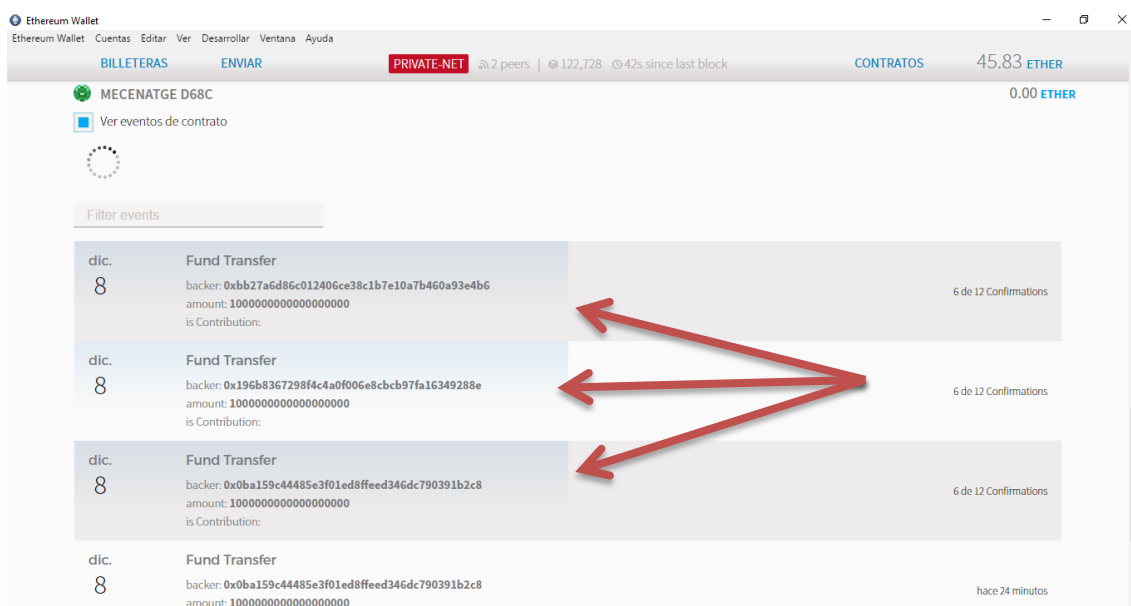 Ethereum Wallet
Ethereum Wallet Cuentas Editar Ver Desarrollar Ventana Ayuda
BILLETERAS ENVIAR PRIVATE-NET 2 peers | 122,728 42s since last block CONTRATOS 45.83 ETHER
MECENATGE D68C 0.00 ETHER
Ver eventos de contrato
Filter events
dic. Fund Transfer
8 backer: 0xbb27a6d86c012406ce38c1b7e10a7b460a93e4b6
amount: 1000000000000000000 6 de 12 Confirmations
is Contribution:
dic. Fund Transfer
8 backer: 0x196b8367298f4c4a0f006e8cbcb97fa16349288e
amount: 1000000000000000000 6 de 12 Confirmations
is Contribution:
dic. Fund Transfer
8 backer: 0x0ba159c44485e3f01ed8ffeed346dc790391b2c8
amount: 1000000000000000000 6 de 12 Confirmations
is Contribution:
dic. Fund Transfer
8 backer: 0x0ba159c44485e3f01ed8ffeed346dc790391b2c8
hace 24 minutos
amount: 1000000000000000000